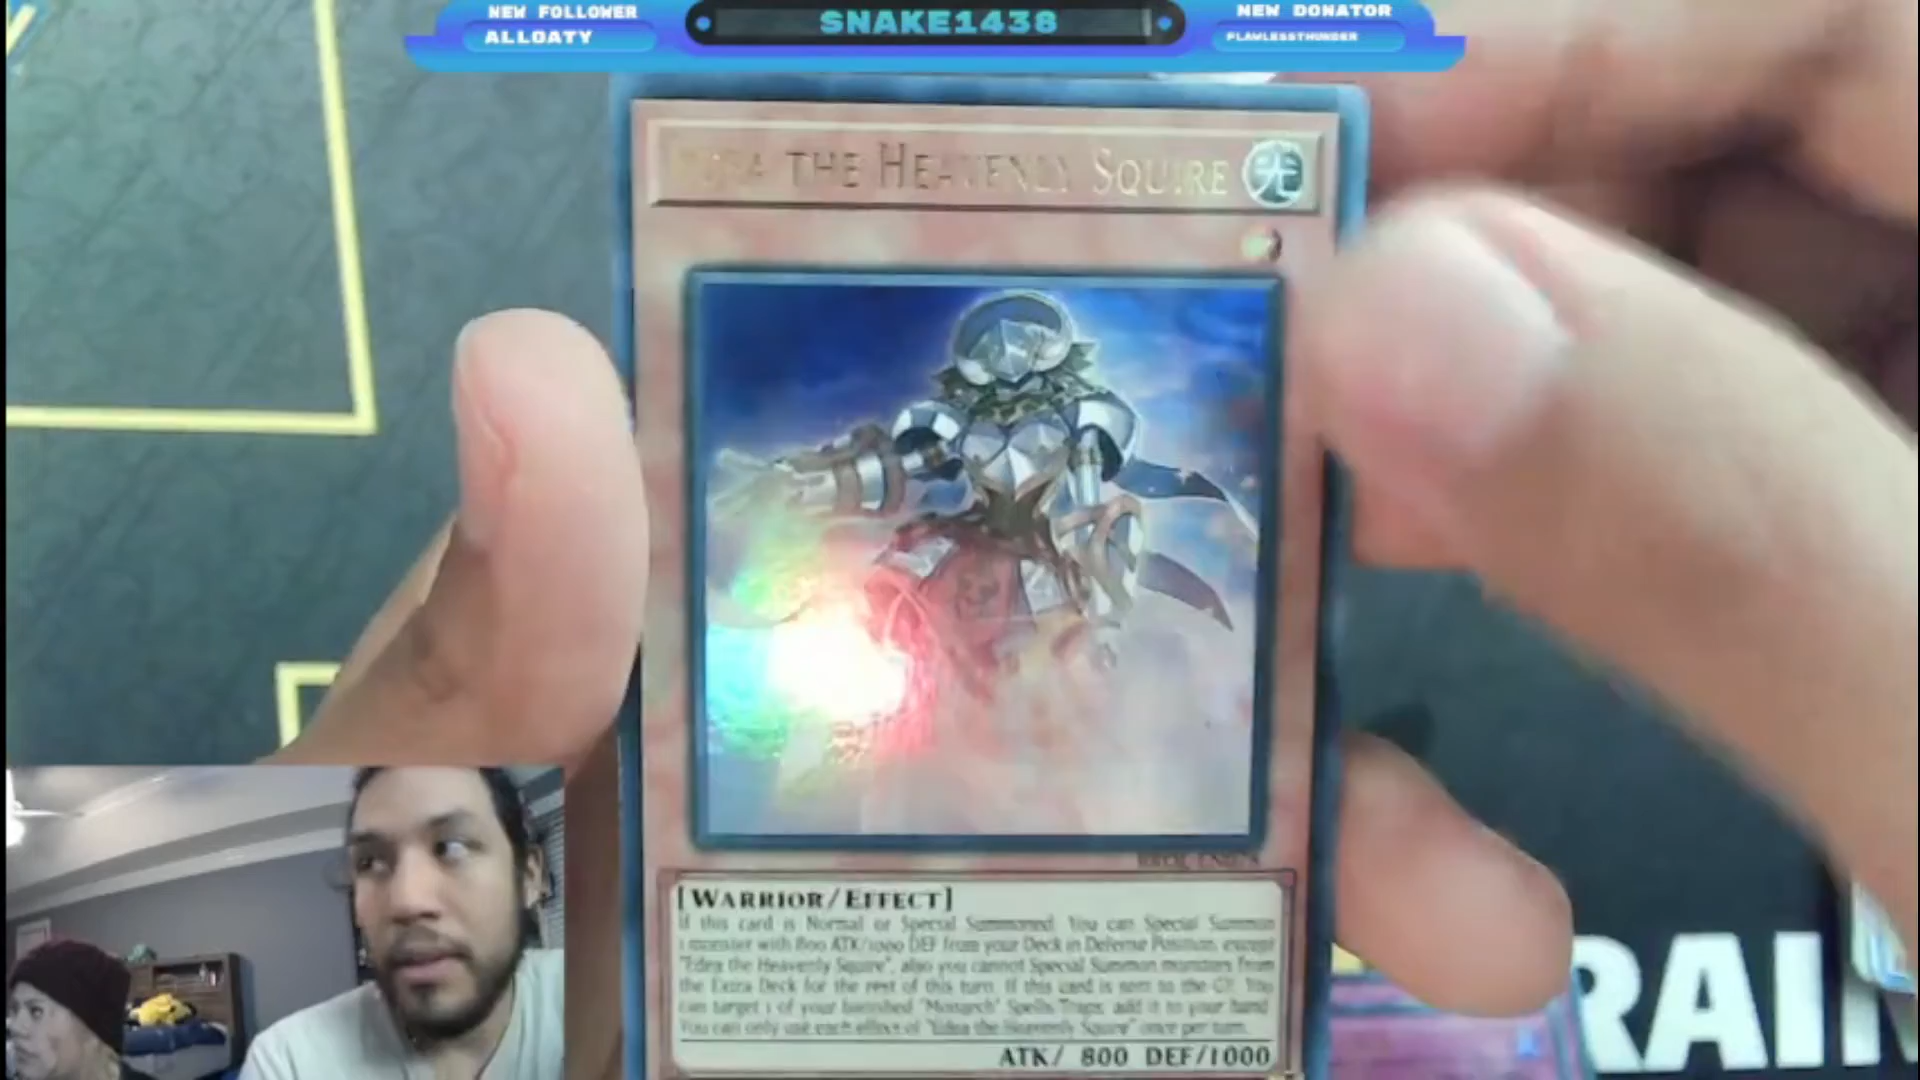 NEW FOLLOWER
ALLOATY
SNAKE1438
NEW DONATOR
FLAWLESSTHUNDER
THE HEAVENLY SQUIRE
光
[WARRIOR/EFFECT]
If this card is Normal or Special Summoned: You can Special Summon
1 monster with 800 ATK/1000 DEF from your Deck in Defense Position, except
"Edea the Heavenly Squire", also you cannot Special Summon monsters from
the Extra Deck for the rest of this turn. If this card is sent to the GY: You
can target 1 of your banished "Monarch" Spells/Traps; add it to your hand.
You can only use each effect of "Edea the Heavenly Squire" once per turn.
ATK/ 800 DEF/1000
RAIN